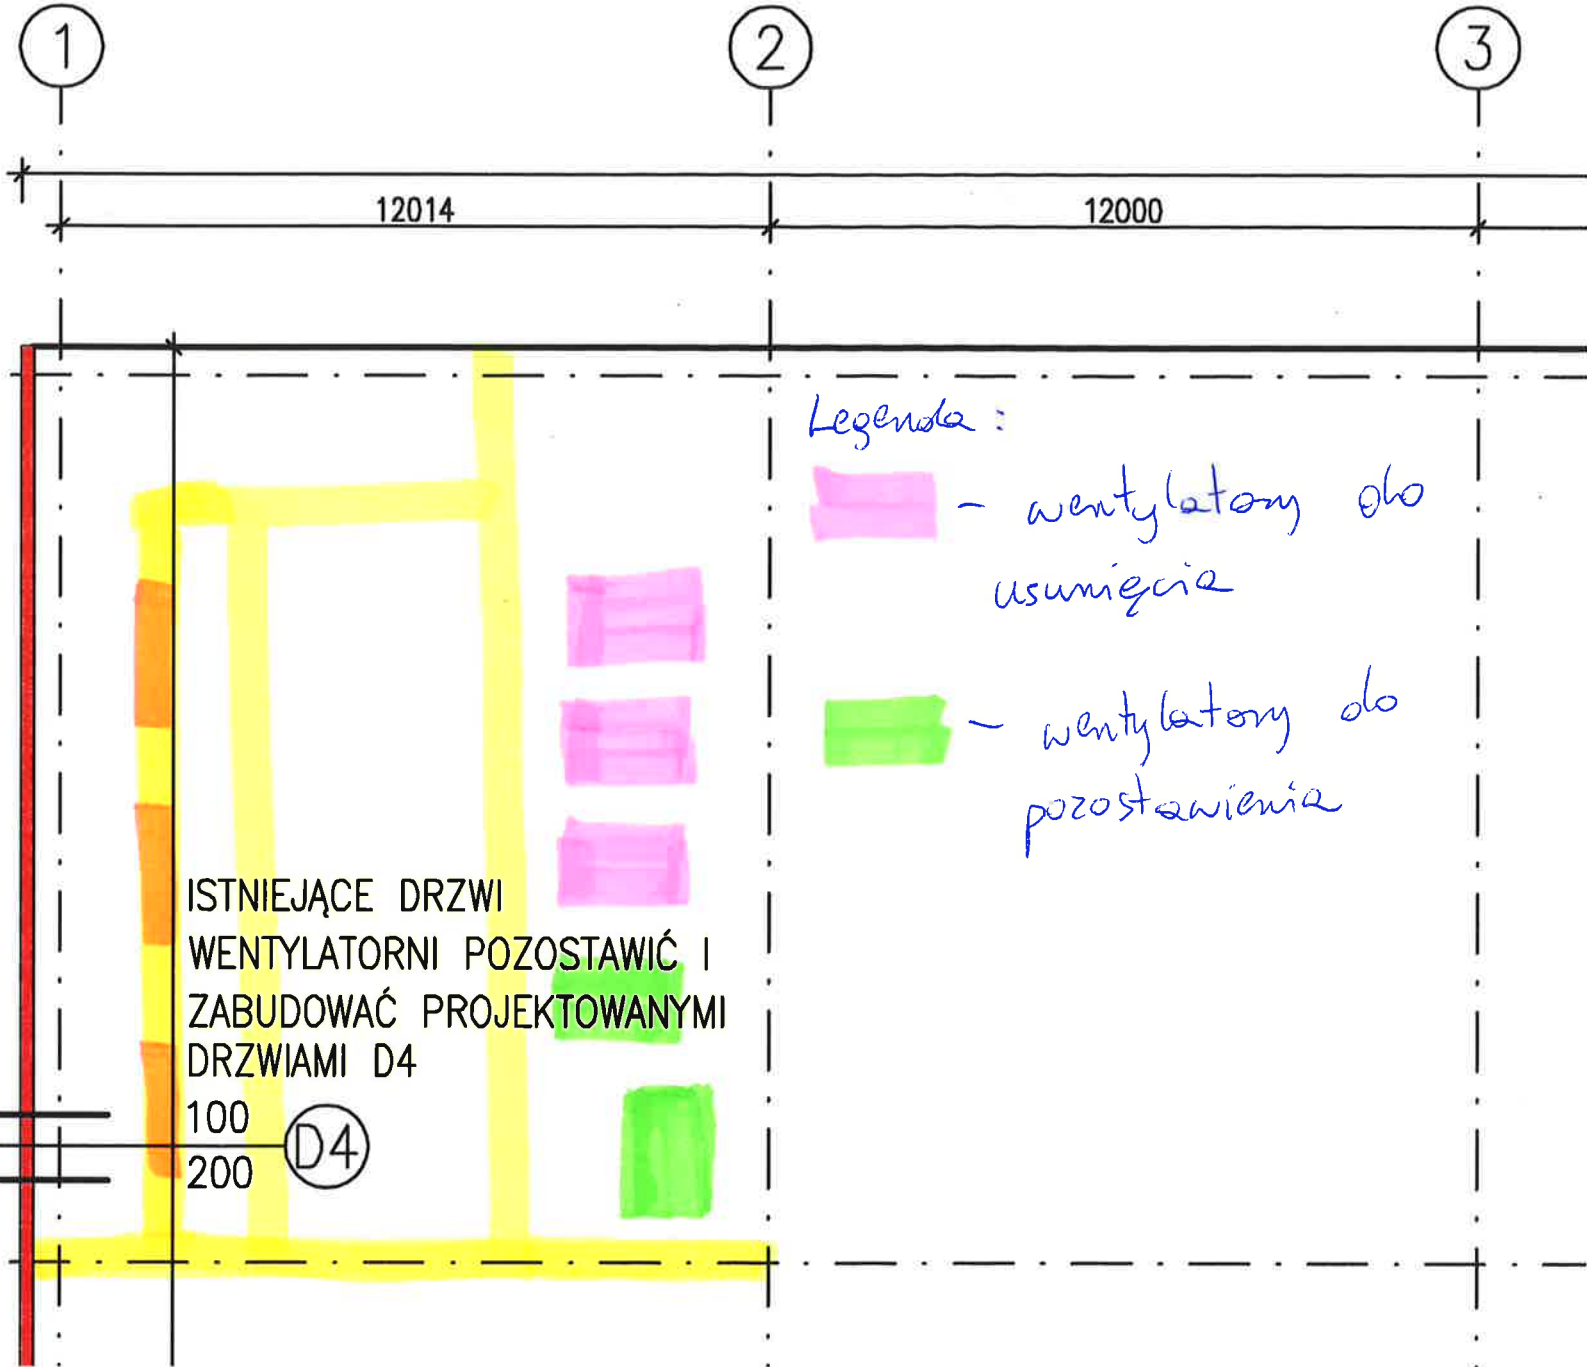 1
2
3
12014
12000
Legenda :
- wentylatory do
usunięcia
- wentylatory do
pozostawienia
ISTNIEJĄCE DRZWI
WENTYLATORNI POZOSTAWIĆ I
ZABUDOWAĆ PROJEKTOWANYMI
DRZWIAMI D4
100
200
D4